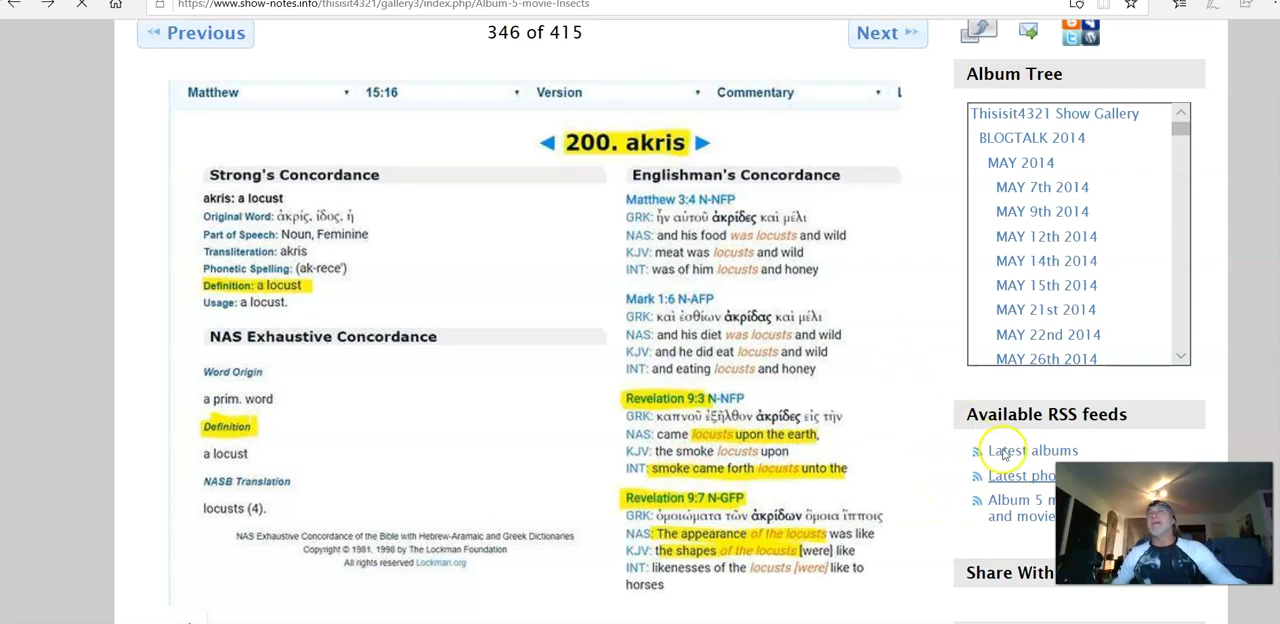 https://www.show-notes.info/thisisit4321/gallery3/index.php/Album-5-movie-Insects
Previous
346 of 415
Next
Matthew
15:16
Version
Commentary
200. akris
Strong's Concordance
akris: a locust
Original Word: ἀκρίς, ίδος, ἡ
Part of Speech: Noun, Feminine
Transliteration: akris
Phonetic Spelling: (ak-rece')
Definition: a locust
Usage: a locust.
NAS Exhaustive Concordance
Word Origin
a prim. word
Definition
a locust
NASB Translation
locusts (4).
NAS Exhaustive Concordance of the Bible with Hebrew-Aramaic and Greek Dictionaries
Copyright © 1981, 1998 by The Lockman Foundation
All rights reserved Lockman.org
Englishman's Concordance
Matthew 3:4 N-NFP
GRK: ἦν αὐτοῦ ἀκρίδες καὶ μέλι
NAS: and his food was locusts and wild
KJV: meat was locusts and wild
INT: was of him locusts and honey
Mark 1:6 N-AFP
GRK: καὶ ἐσθίων ἀκρίδας καὶ μέλι
NAS: and his diet was locusts and wild
KJV: and he did eat locusts and wild
INT: and eating locusts and honey
Revelation 9:3 N-NFP
GRK: καπνοῦ ἐξῆλθον ἀκρίδες εἰς τὴν
NAS: came locusts upon the earth,
KJV: the smoke locusts upon
INT: smoke came forth locusts unto the
Revelation 9:7 N-GFP
GRK: ὁμοιώματα τῶν ἀκρίδων ὅμοια ἵπποις
NAS: The appearance of the locusts was like
KJV: the shapes of the locusts [were] like
INT: likenesses of the locusts [were] like to
horses
Album Tree
Thisisit4321 Show Gallery
BLOGTALK 2014
MAY 2014
MAY 7th 2014
MAY 9th 2014
MAY 12th 2014
MAY 14th 2014
MAY 15th 2014
MAY 21st 2014
MAY 22nd 2014
MAY 26th 2014
Available RSS feeds
Latest albums
Latest pho
Album 5 m
and movie
Share With